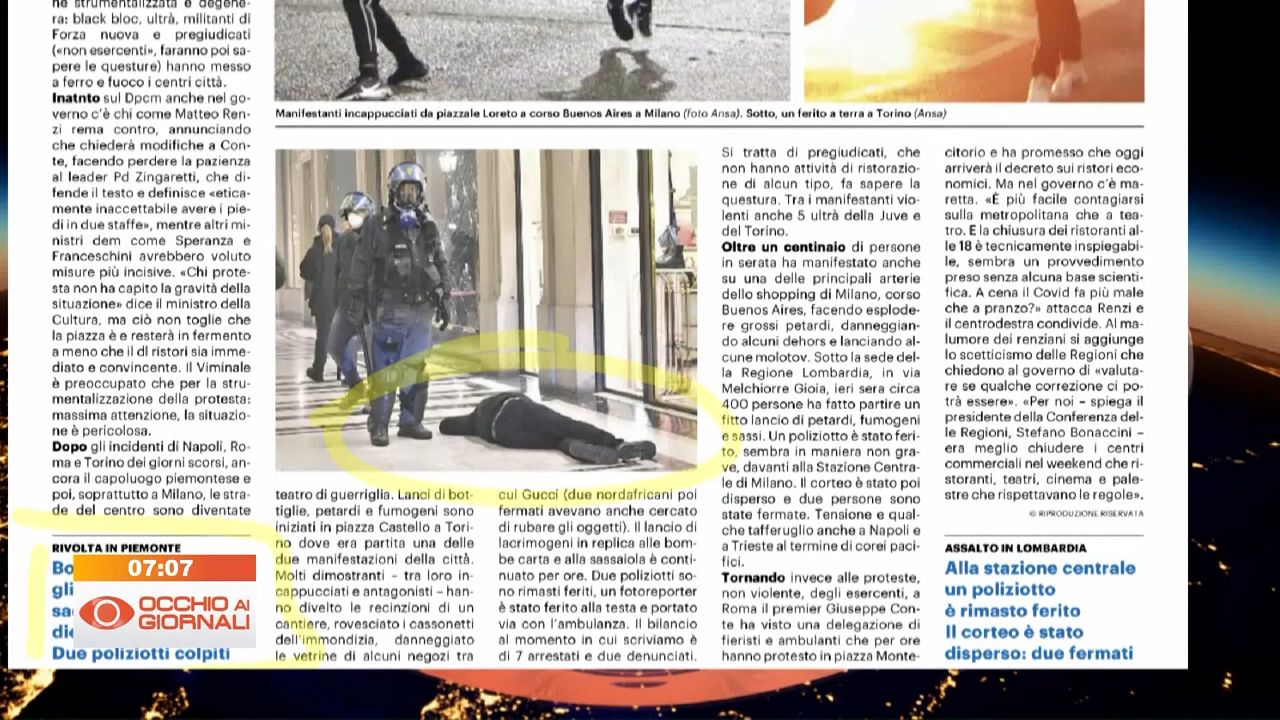 ne strumentalizzata e degene-
ra: black bloc, ultrà, militanti di
Forza nuova e pregiudicati
(«non esercenti», faranno poi sa-
pere le questure) hanno messo
a ferro e fuoco i centri città.
Inatnto sul Dpcm anche nel go-
verno c'è chi come Matteo Ren-
zi rema contro, annunciando
che chiederà modifiche a Con-
te, facendo perdere la pazienza
al leader Pd Zingaretti, che di-
fende il testo e definisce «etica-
mente inaccettabile avere i pie-
di in due staffe», mentre altri mi-
nistri dem come Speranza e
Franceschini avrebbero voluto
misure più incisive. «Chi prote-
sta non ha capito la gravità della
situazione» dice il ministro della
Cultura, ma ciò non toglie che
la piazza è e resterà in fermento
a meno che il dl ristori sia imme-
diato e convincente. Il Viminale
è preoccupato che per la stru-
mentalizzazione della protesta:
massima attenzione, la situazio-
ne è pericolosa.
Dopo gli incidenti di Napoli, Ro-
ma e Torino dei giorni scorsi, an-
cora il capoluogo piemontese e
poi, soprattutto a Milano, le stra-
de del centro sono diventate
RIVOLTA IN PIEMONTE
Bo
gli
sa
die
Due poliziotti colpiti
07:07
OCCHIO AI
GIORNALI
Manifestanti incappucciati da piazzale Loreto a corso Buenos Aires a Milano (foto Ansa). Sotto, un ferito a terra a Torino (Ansa)
teatro di guerriglia. Lanci di bot-
tiglie, petardi e fumogeni sono
iniziati in piazza Castello a Tori-
no dove era partita una delle
due manifestazioni della città.
Molti dimostranti – tra loro in-
cappucciati e antagonisti – han-
no divelto le recinzioni di un
cantiere, rovesciato i cassonetti
dell'immondizia, danneggiato
le vetrine di alcuni negozi tra
cui Gucci (due nordafricani poi
fermati avevano anche cercato
di rubare gli oggetti). Il lancio di
lacrimogeni in replica alle bom-
be carta e alla sassaiola è conti-
nuato per ore. Due poliziotti so-
no rimasti feriti, un fotoreporter
è stato ferito alla testa e portato
via con l'ambulanza. Il bilancio
al momento in cui scriviamo è
di 7 arrestati e due denunciati.
Si tratta di pregiudicati, che
non hanno attività di ristorazio-
ne di alcun tipo, fa sapere la
questura. Tra i manifestanti vio-
lenti anche 5 ultrà della Juve e
del Torino.
Oltre un centinaio di persone
in serata ha manifestato anche
su una delle principali arterie
dello shopping di Milano, corso
Buenos Aires, facendo esplode-
re grossi petardi, danneggian-
do alcuni dehors e lanciando al-
cune molotov. Sotto la sede del-
la Regione Lombardia, in via
Melchiorre Gioia, ieri sera circa
400 persone ha fatto partire un
fitto lancio di petardi, fumogeni
e sassi. Un poliziotto è stato feri-
to, sembra in maniera non gra-
ve, davanti alla Stazione Centra-
le di Milano. Il corteo è stato poi
disperso e due persone sono
state fermate. Tensione e qual-
che tafferuglio anche a Napoli e
a Trieste al termine di corei paci-
fici.
Tornando invece alle proteste,
non violente, degli esercenti, a
Roma il premier Giuseppe Con-
te ha visto una delegazione di
fieristi e ambulanti che per ore
hanno protesto in piazza Monte-
citorio e ha promesso che oggi
arriverà il decreto sui ristori eco-
nomici. Ma nel governo c'è ma-
retta. «È più facile contagiarsi
sulla metropolitana che a tea-
tro. E la chiusura dei ristoranti al-
le 18 è tecnicamente inspiegabi-
le, sembra un provvedimento
preso senza alcuna base scienti-
fica. A cena il Covid fa più male
che a pranzo?» attacca Renzi e
il centrodestra condivide. Al ma-
lumore dei renziani si aggiunge
lo scetticismo delle Regioni che
chiedono al governo di «valuta-
re se qualche correzione ci po-
trà essere». «Per noi – spiega il
presidente della Conferenza del-
le Regioni, Stefano Bonaccini –
era meglio chiudere i centri
commerciali nel weekend che ri-
storanti, teatri, cinema e pale-
stre che rispettavano le regole».
© RIPRODUZIONE RISERVATA
ASSALTO IN LOMBARDIA
Alla stazione centrale
un poliziotto
è rimasto ferito
Il corteo è stato
disperso: due fermati